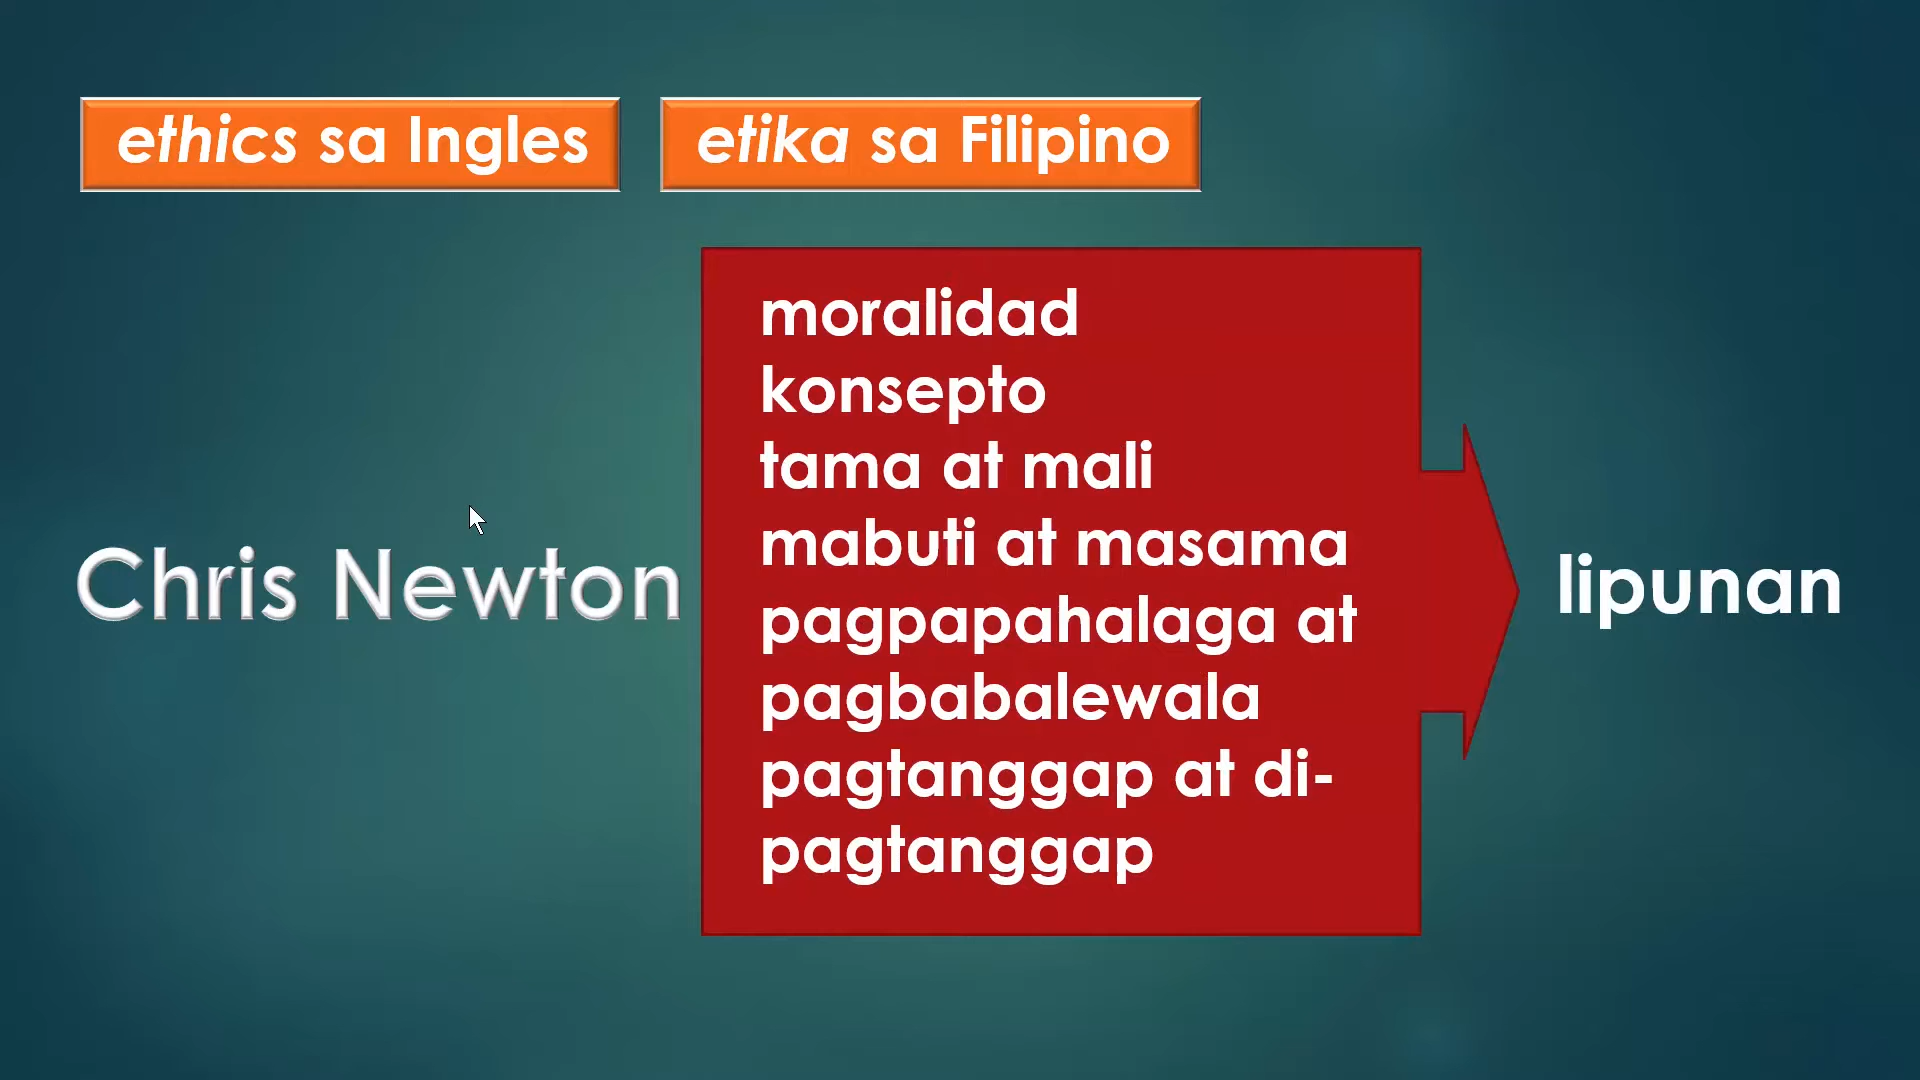 ethics sa Ingles
etika sa Filipino
Chris Newton
moralidad
konsepto
tama at mali
mabuti at masama
pagpapahalaga at
pagbabalewala
pagtanggap at di-
pagtanggap
lipunan